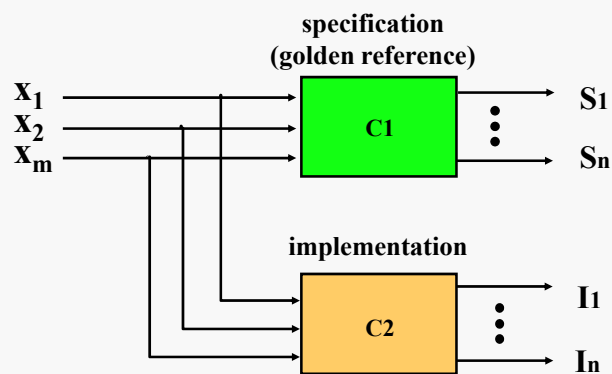 specification
(golden reference)
x1
x2
xm
C1
S1
Sn
implementation
C2
I1
In